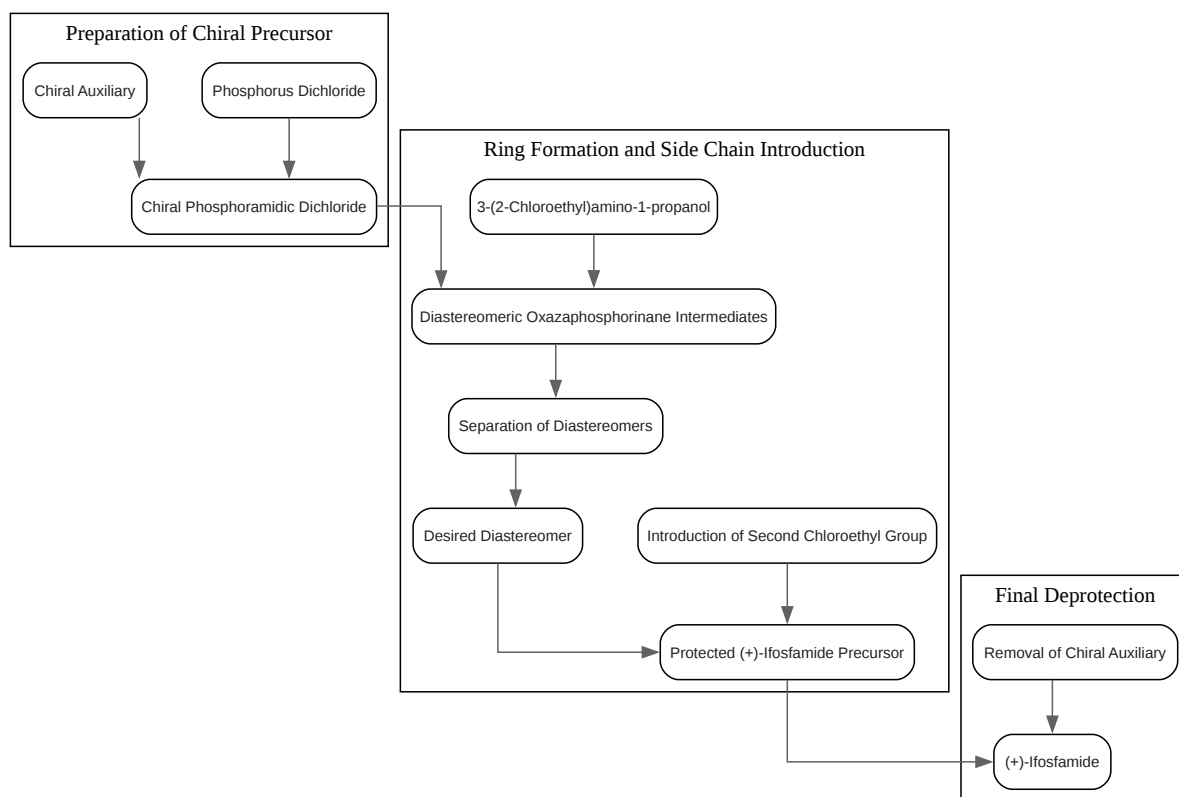 Preparation of Chiral Precursor
Chiral Auxiliary
Phosphorus Dichloride
Chiral Phosphoramidic Dichloride
Ring Formation and Side Chain Introduction
3-(2-Chloroethyl)amino-1-propanol
Diastereomeric Oxazaphosphorinane Intermediates
Separation of Diastereomers
Desired Diastereomer
Introduction of Second Chloroethyl Group
Protected (+)-Ifosfamide Precursor
Final Deprotection
Removal of Chiral Auxiliary
(+)-Ifosfamide